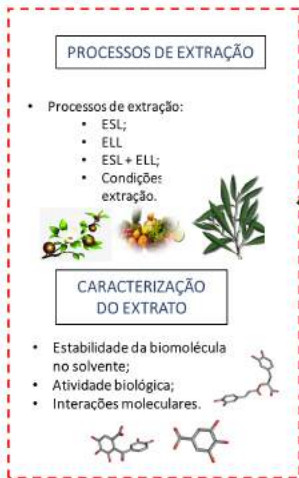 PROCESSOS DE EXTRAÇÃO
• Processos de extração:
• ESL;
• ELL
• ESL + ELL;
• Condições
extração.
CARACTERIZAÇÃO
DO EXTRATO
• Estabilidade da biomolécula
no solvente;
• Atividade biológica;
• Interações moleculares.